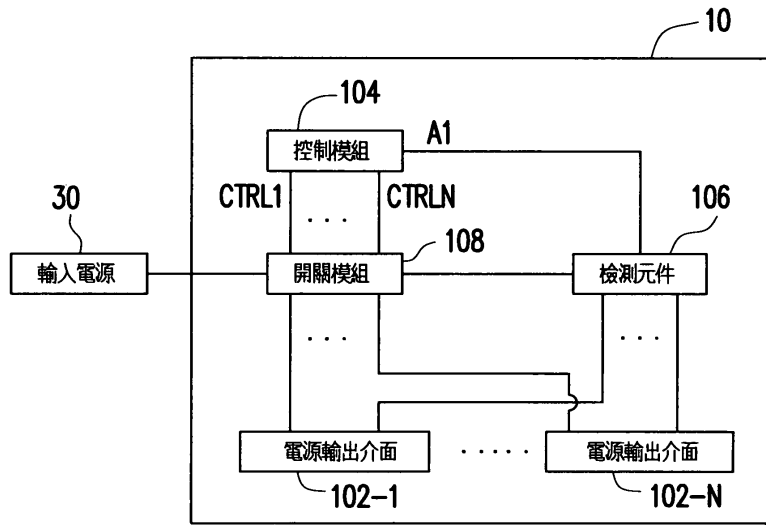 10
104
控制模組
A1
CTRL1
CTRLN
. . .
30
108
106
輸入電源
開關模組
檢測元件
. . .
. . .
電源輸出介面
. . . . .
電源輸出介面
102-1
102-N